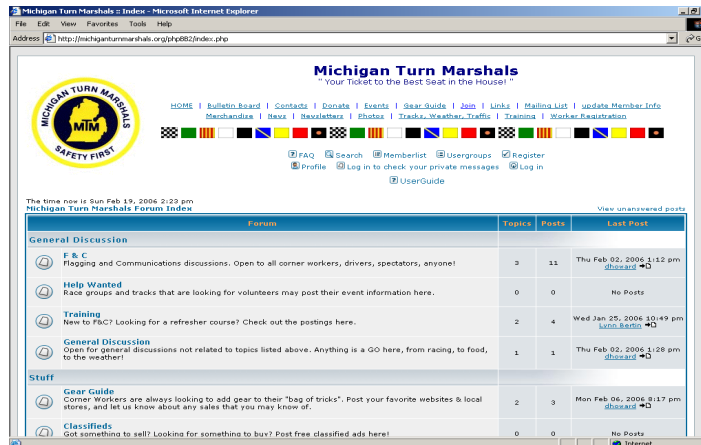 Michigan Turn Marshals :: Index - Microsoft Internet Explorer
File Edit View Favorites Tools Help
Address http://michiganturnmarshals.org/phpBB2/index.php
MICHIGAN TURN MARSHALS
MTM
SAFETY FIRST
Michigan Turn Marshals
"Your Ticket to the Best Seat in the House! "
HOME | Bulletin Board | Contacts | Donate | Events | Gear Guide | Join | Links | Mailing List | update Member Info
Merchandise | News | Newsletters | Photos | Tracks, Weather, Traffic | Training | Worker Registration
FAQ Search Memberlist Usergroups Register
Profile Log in to check your private messages Log in
UserGuide
The time now is Sun Feb 19, 2006 2:23 pm
Michigan Turn Marshals Forum Index View unanswered posts
Forum Topics Posts Last Post
General Discussion
F & C
Flagging and Communications discussions. Open to all corner workers, drivers, spectators, anyone! 3 11 Thu Feb 02, 2006 1:12 pm
dhoward
Help Wanted
Race groups and tracks that are looking for volunteers may post their event information here. 0 0 No Posts
Training
New to F&C? Looking for a refresher course? Check out the postings here. 2 4 Wed Jan 25, 2006 10:49 pm
Lynn Bertin
General Discussion
Open for general discussions not related to topics listed above. Anything is a GO here, from racing, to food,
to the weather! 1 1 Thu Feb 02, 2006 1:28 pm
dhoward
Stuff
Gear Guide
Corner Workers are always looking to add gear to their "bag of tricks". Post your favorite websites & local
stores, and let us know about any sales that you may know of. 2 3 Mon Feb 06, 2006 8:17 pm
dhoward
Classifieds
Got something to sell? Looking for something to buy? Post free classified ads here! 0 0 No Posts
Internet